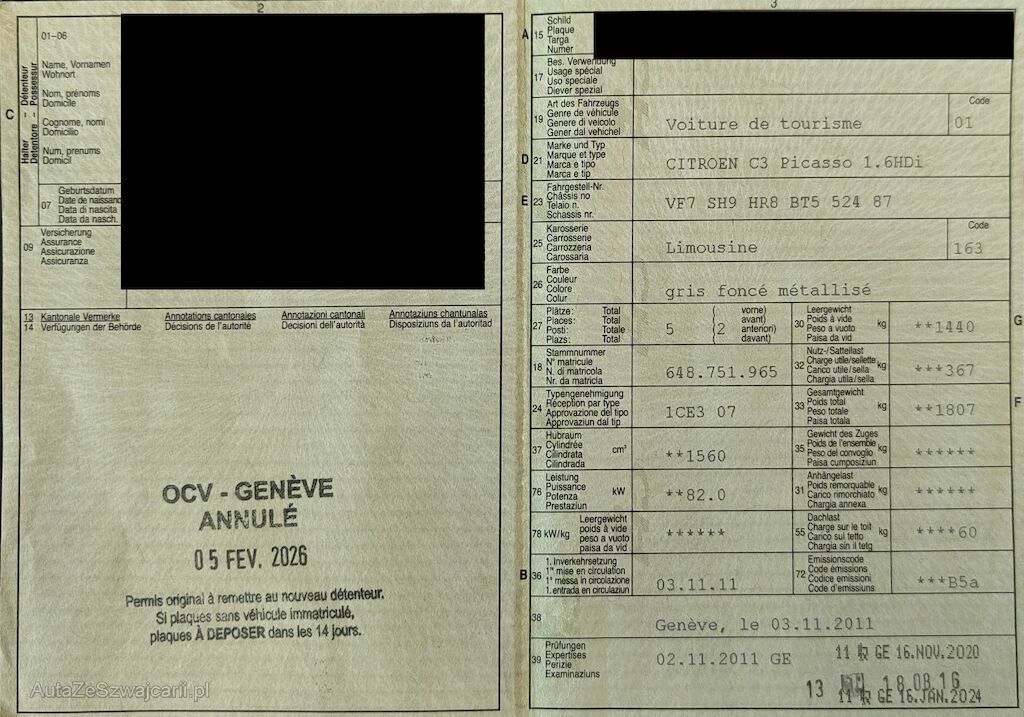 2
C
Halter – Détenteur
Detentore – Possessur
01–06
Name, Vornamen
Wohnort
Nom, prénoms
Domicile
Cognome, nomi
Domicilio
Num, prenums
Domicil
07
Geburtsdatum
Date de naissanc
Data di nascita
Data da nasch.
09
Versicherung
Assurance
Assicurazione
Assicuranza
13 Kantonale Vermerke Annotations cantonales Annotazioni cantonali Annotaziuns chantunalas
14 Verfügungen der Behörde Décisions de l'autorité Decisioni dell'autorità Disposiziuns da l'autoritad
OCV - GENÈVE
ANNULÉ
05 FEV. 2026
Permis original à remettre au nouveau détenteur.
Si plaques sans véhicule immatriculé,
plaques À DEPOSER dans les 14 jours.
AutaZeSzwajcarii.pl
3
A 15
Schild
Plaque
Targa
Numer
17
Bes. Verwendung
Usage spécial
Uso speciale
Diever spezial
19
Art des Fahrzeugs
Genre de véhicule
Genere di veicolo
Gener dal vehichel
Voiture de tourisme
Code
01
D 21
Marke und Typ
Marque et type
Marca e tipo
Marca e tip
CITROEN C3 Picasso 1.6HDi
E 23
Fahrgestell-Nr.
Châssis no
Telaio n.
Schassis nr.
VF7 SH9 HR8 BT5 524 87
25
Karosserie
Carrosserie
Carrozzeria
Carossaria
Limousine
Code
163
26
Farbe
Couleur
Colore
Colur
gris foncé métallisé
27
Plätze: Total
Places: Total
Posti: Totale
Plazs: Total
5 (2
vorne)
avant)
anteriori)
davant)
30
Leergewicht
Poids à vide
Peso a vuoto
Paisa da vid
kg
**1440
G
18
Stammnummer
N° matricule
N. di matricola
Nr. da matricla
648.751.965
32
Nutz-/Sattellast
Charge utile/sellette
Carico utile/sella
Chargia utila/sella
kg
***367
24
Typengenehmigung
Réception par type
Approvazione del tipo
Approvaziun dal tip
1CE3 07
33
Gesamtgewicht
Poids total
Peso totale
Paisa totala
kg
**1807
F
37
Hubraum
Cylindrée
Cilindrata
Cilindrada
cm³
**1560
35
Gewicht des Zuges
Poids de l'ensemble
Peso del convoglio
Paisa cumposiziun
kg
******
76
Leistung
Puissance
Potenza
Prestaziun
kW
**82.0
31
Anhängelast
Poids remorquable
Carico rimorchiato
Chargia annexa
kg
******
78 kW/kg
Leergewicht
poids à vide
peso a vuoto
paisa da vid
******
55
Dachlast
Charge sur le toit
Carico sul tetto
Chargia sin il tetg
kg
****60
B 36
1. Inverkehrsetzung
1re mise en circulation
1a messa in circolazione
1. entrada en circulaziun
03.11.11
72
Emissionscode
Code émissions
Codice emissioni
Code d'emissiuns
***B5a
38
Genève, le 03.11.2011
39
Prüfungen
Expertises
Perizie
Examinaziuns
02.11.2011 GE
11 GE 16.NOV.2020
13 18.08.16
11 GE 16.JAN.2024